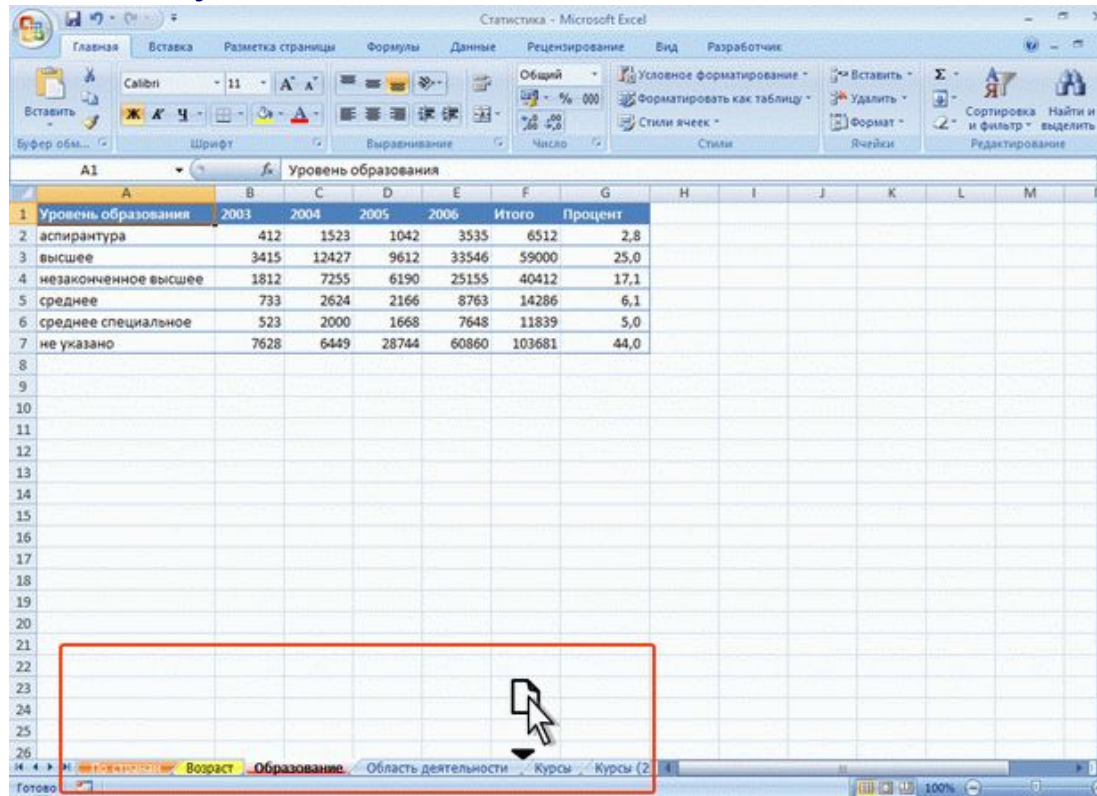 Статистика - Microsoft Excel
Главная Вставка Разметка страницы Формулы Данные Рецензирование Вид Разработчик
Вставить
Calibri 11
Ж К Ч
Общий
% 000
Условное форматирование
Форматировать как таблицу
Стили ячеек
Вставить
Удалить
Формат
Σ
Сортировка и фильтр
Найти и выделить
Буфер обм... Шрифт Выравнивание Число Стили Ячейки Редактирование
A1 fx Уровень образования
A B C D E F G H I J K L M
1 Уровень образования 2003 2004 2005 2006 Итого Процент
2 аспирантура 412 1523 1042 3535 6512 2,8
3 высшее 3415 12427 9612 33546 59000 25,0
4 незаконченное высшее 1812 7255 6190 25155 40412 17,1
5 среднее 733 2624 2166 8763 14286 6,1
6 среднее специальное 523 2000 1668 7648 11839 5,0
7 не указано 7628 6449 28744 60860 103681 44,0
8
9
10
11
12
13
14
15
16
17
18
19
20
21
22
23
24
25
26
По странам Возраст Образование Область деятельности Курсы Курсы (2
Готово 100%